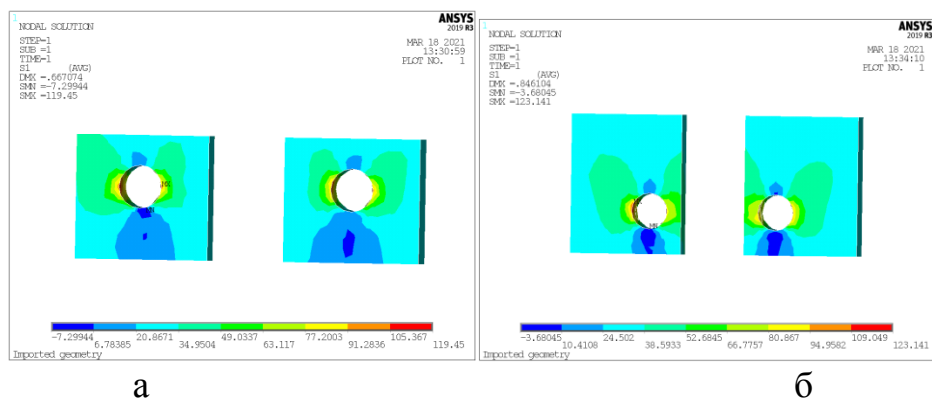 1
NODAL SOLUTION
STEP=1
SUB =1
TIME=1
S1 (AVG)
DMX =.667074
SMN =-7.29944
SMX =119.45
ANSYS
2019 R3
MAR 18 2021
13:30:59
PLOT NO. 1
MX
MN
-7.29944 20.8671 49.0337 77.2003 105.367
6.78385 34.9504 63.117 91.2836 119.45
Imported geometry
1
NODAL SOLUTION
STEP=1
SUB =1
TIME=1
S1 (AVG)
DMX =.846104
SMN =-3.68045
SMX =123.141
ANSYS
2019 R3
MAR 18 2021
13:34:10
PLOT NO. 1
MN
-3.68045 24.502 52.6845 80.867 109.049
10.4108 38.5933 66.7757 94.9582 123.141
Imported geometry
а б